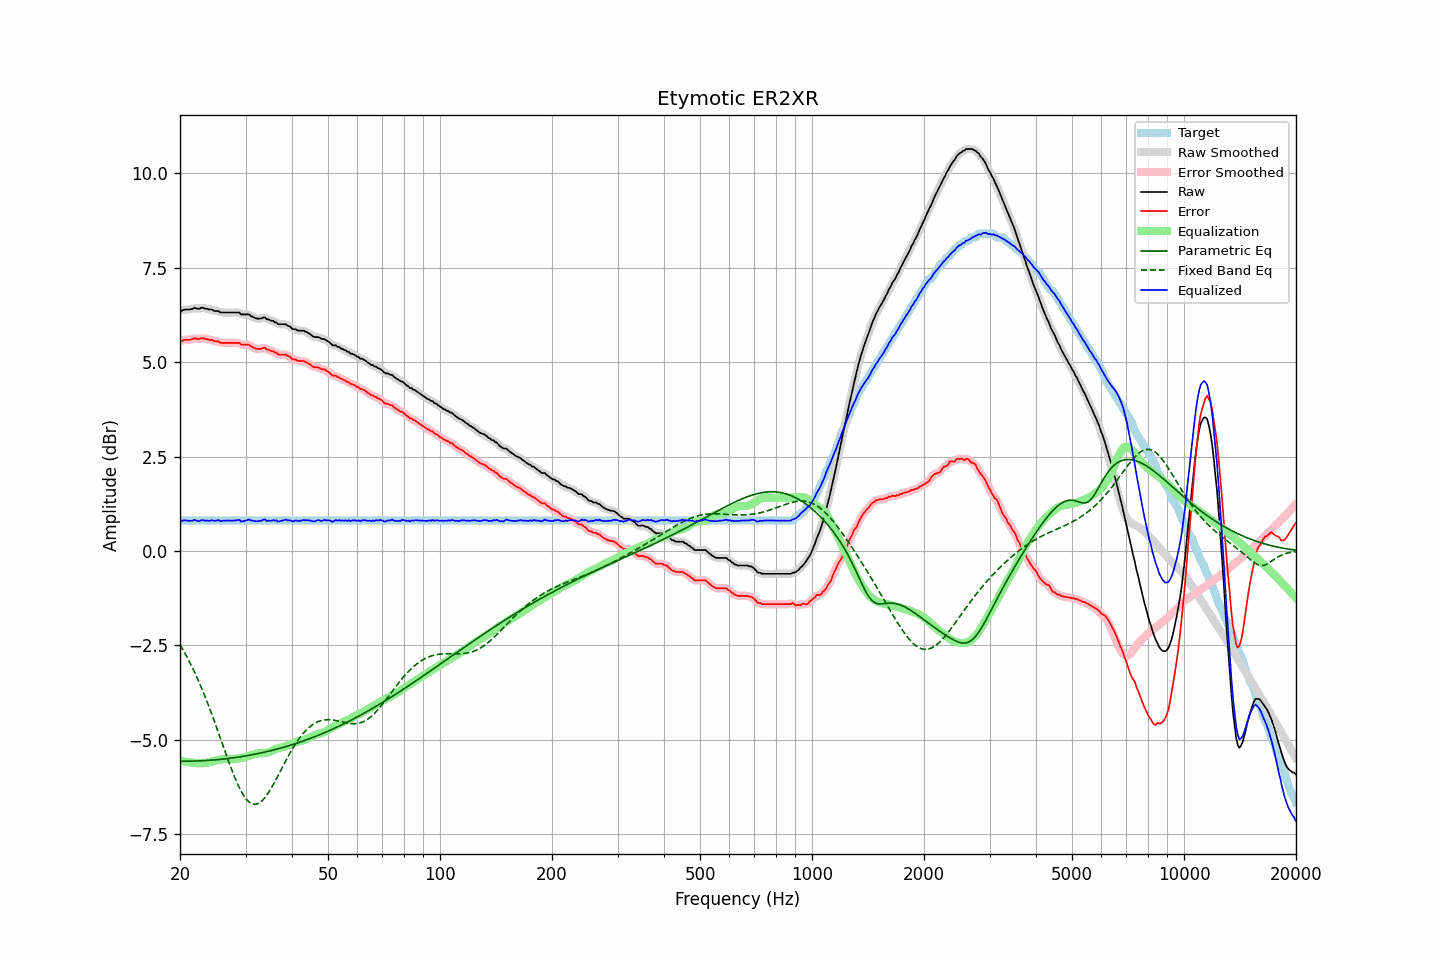 Etymotic ER2XR
Target
Raw Smoothed
Error Smoothed
Raw
Error
Equalization
Parametric Eq
Fixed Band Eq
Equalized
Amplitude (dBr)
10.0
7.5
5.0
2.5
0.0
−2.5
−5.0
−7.5
20 50 100 200 500 1000 2000 5000 10000 20000
Frequency (Hz)